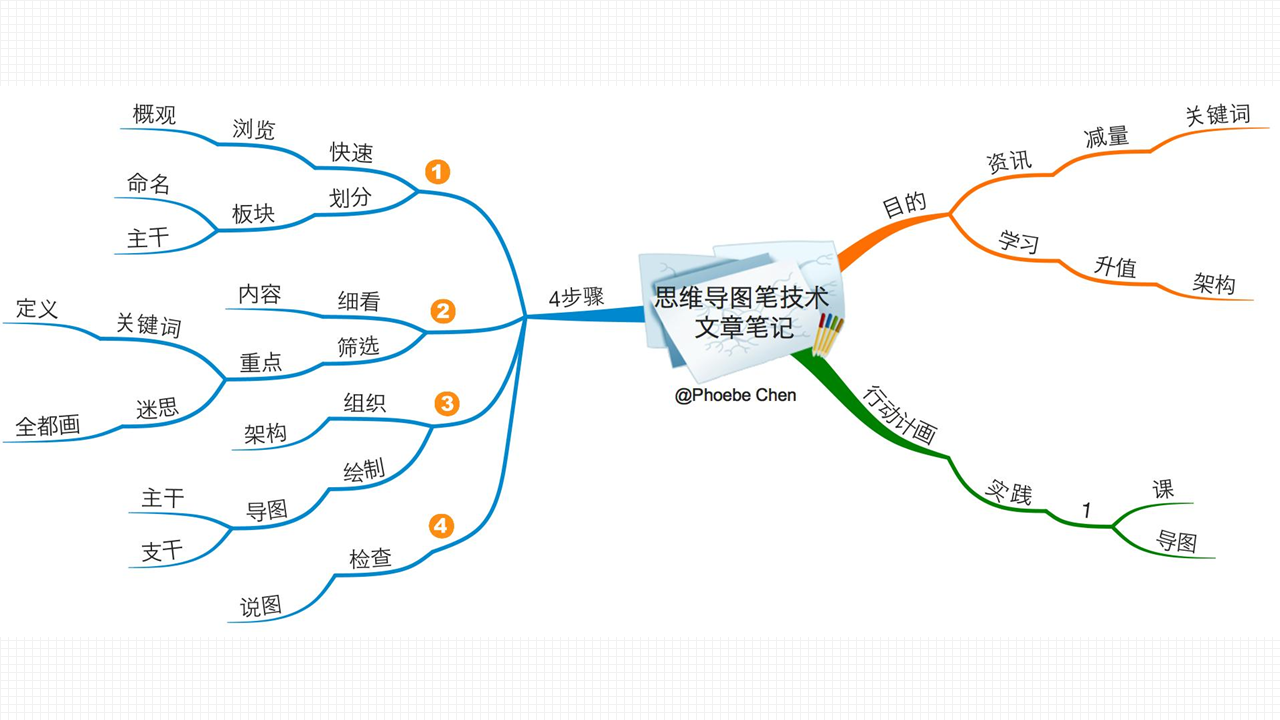 思维导图笔技术
文章笔记
@Phoebe Chen
目的
资讯
减量
关键词
学习
升值
架构
行动计画
实践
1
课
导图
4步骤
1
快速
浏览
概观
划分
板块
命名
主干
2
细看
内容
筛选
重点
关键词
定义
迷思
全都画
3
组织
架构
绘制
导图
主干
支干
4
检查
说图